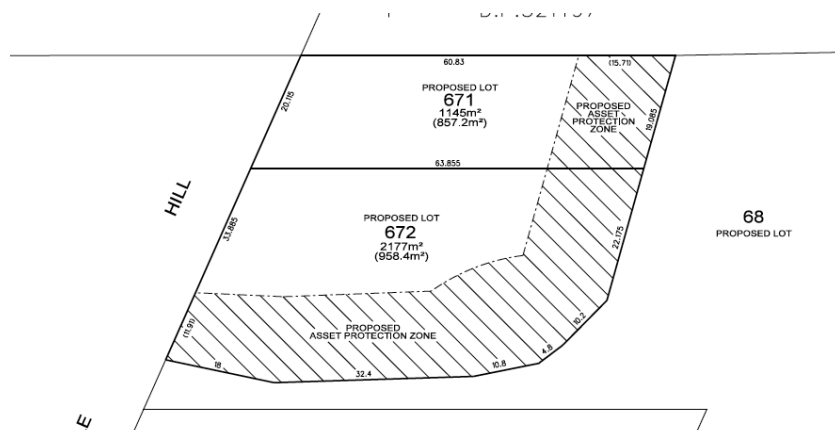 60.83
(15.71)
PROPOSED LOT
671
1145m²
(857.2m²)
PROPOSED
ASSET
PROTECTION
ZONE
20.115
19.085
63.855
HILL
33.885
PROPOSED LOT
672
2177m²
(958.4m²)
68
PROPOSED LOT
22.175
(11.91)
PROPOSED
ASSET PROTECTION ZONE
10.2
4.8
10.8
18
32.4
E